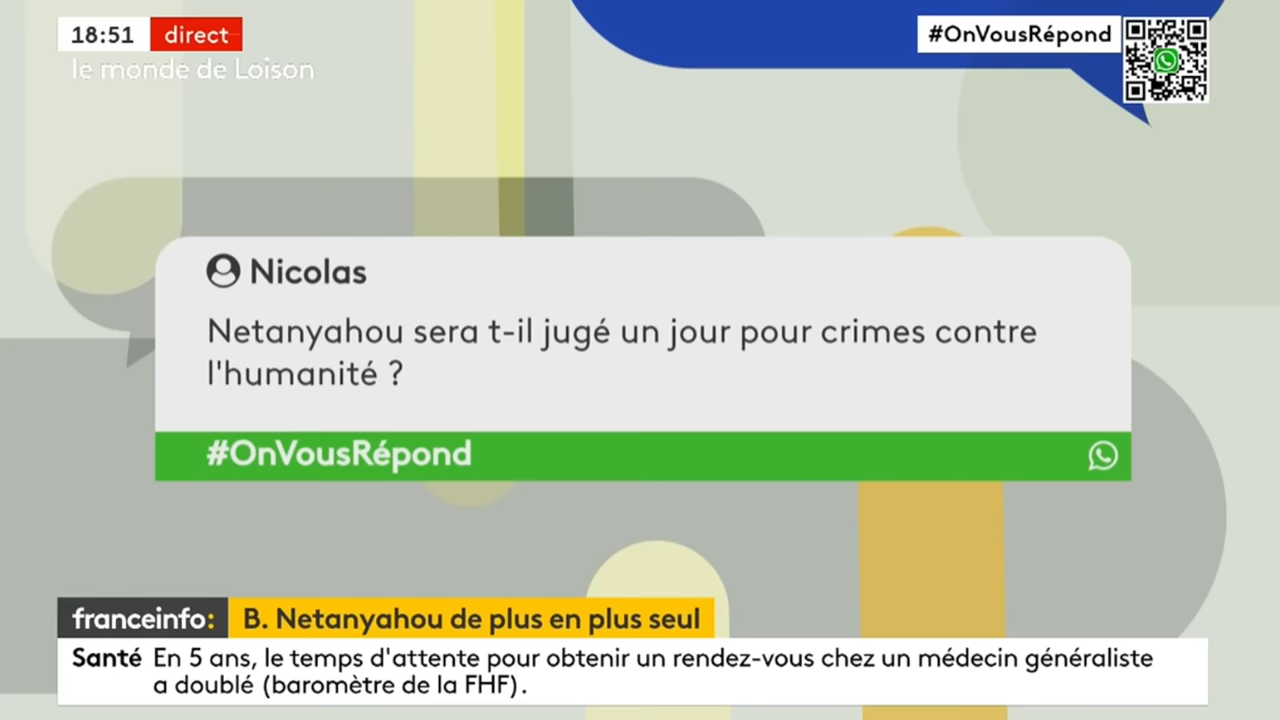 18:51 direct
#OnVousRépond
le monde de Loison
Nicolas
Netanyahou sera t-il jugé un jour pour crimes contre
l'humanité ?
#OnVousRépond
franceinfo: B. Netanyahou de plus en plus seul
Santé En 5 ans, le temps d'attente pour obtenir un rendez-vous chez un médecin généraliste
a doublé (baromètre de la FHF).